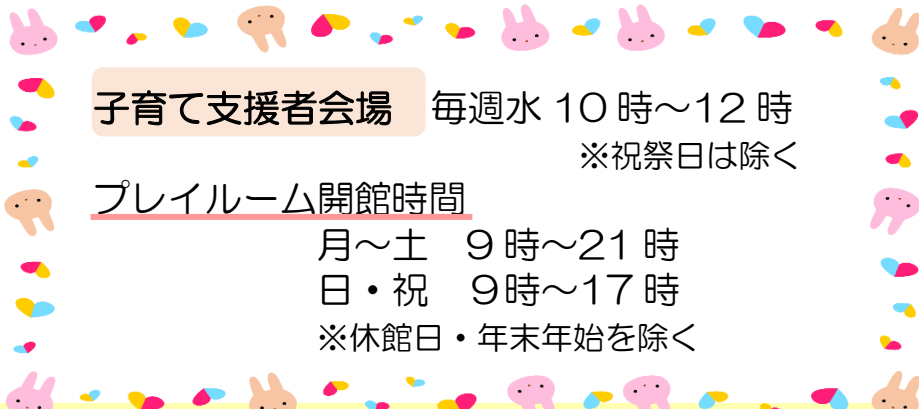 子育て支援者会場 毎週水 10時～12時
※祝祭日は除く
プレイルーム開館時間
月～土 9時～21時
日・祝 9時～17時
※休館日・年末年始を除く